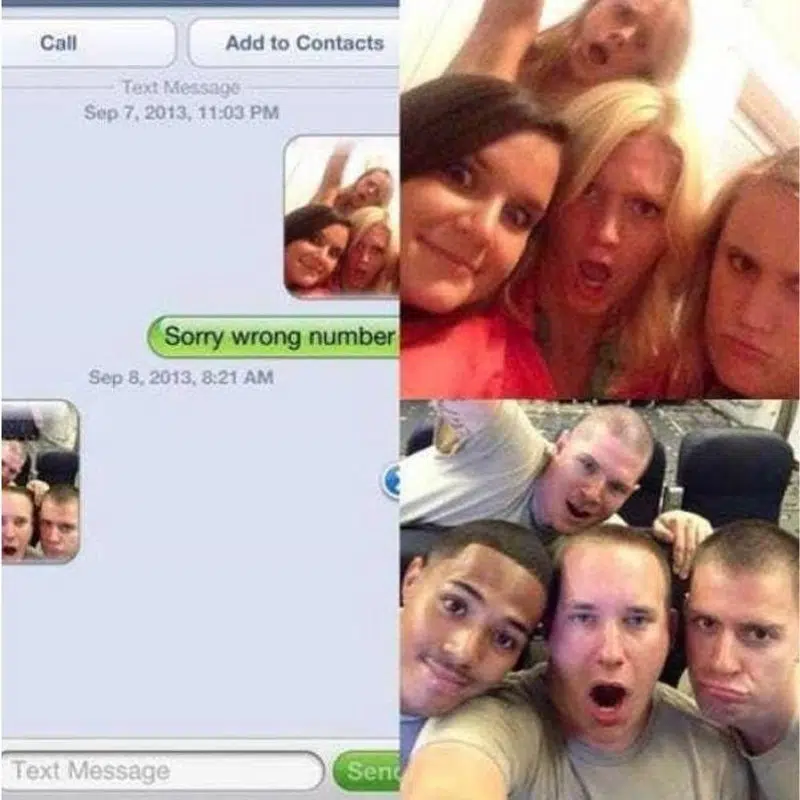 Call
Add to Contacts
Text Message
Sep 7, 2013, 11:03 PM
Sorry wrong number
Sep 8, 2013, 8:21 AM
Text Message
Send